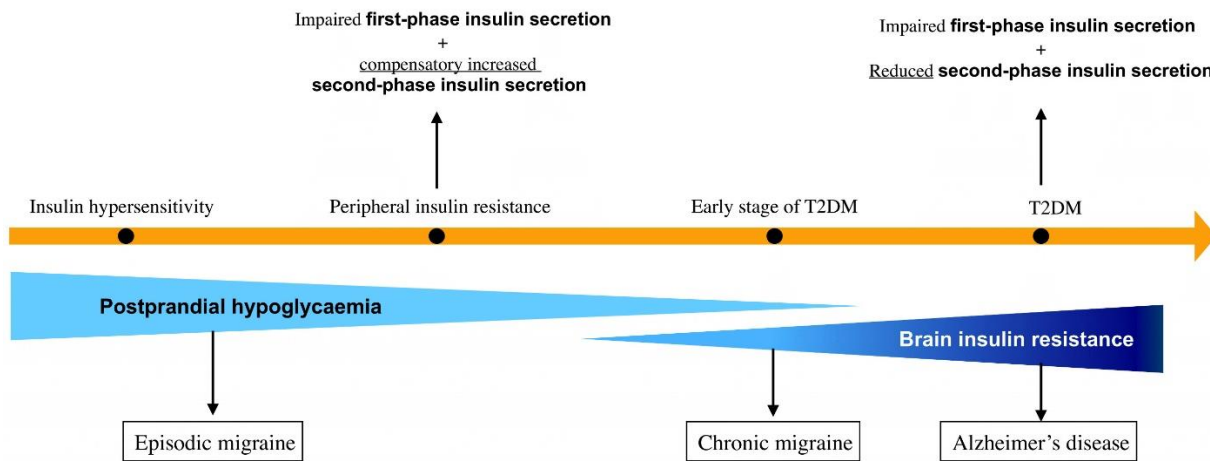 Impaired first-phase insulin secretion
+
compensatory increased
second-phase insulin secretion
Impaired first-phase insulin secretion
+
Reduced second-phase insulin secretion
Insulin hypersensitivity
Peripheral insulin resistance
Early stage of T2DM
T2DM
Postprandial hypoglycaemia
Brain insulin resistance
Episodic migraine
Chronic migraine
Alzheimer's disease